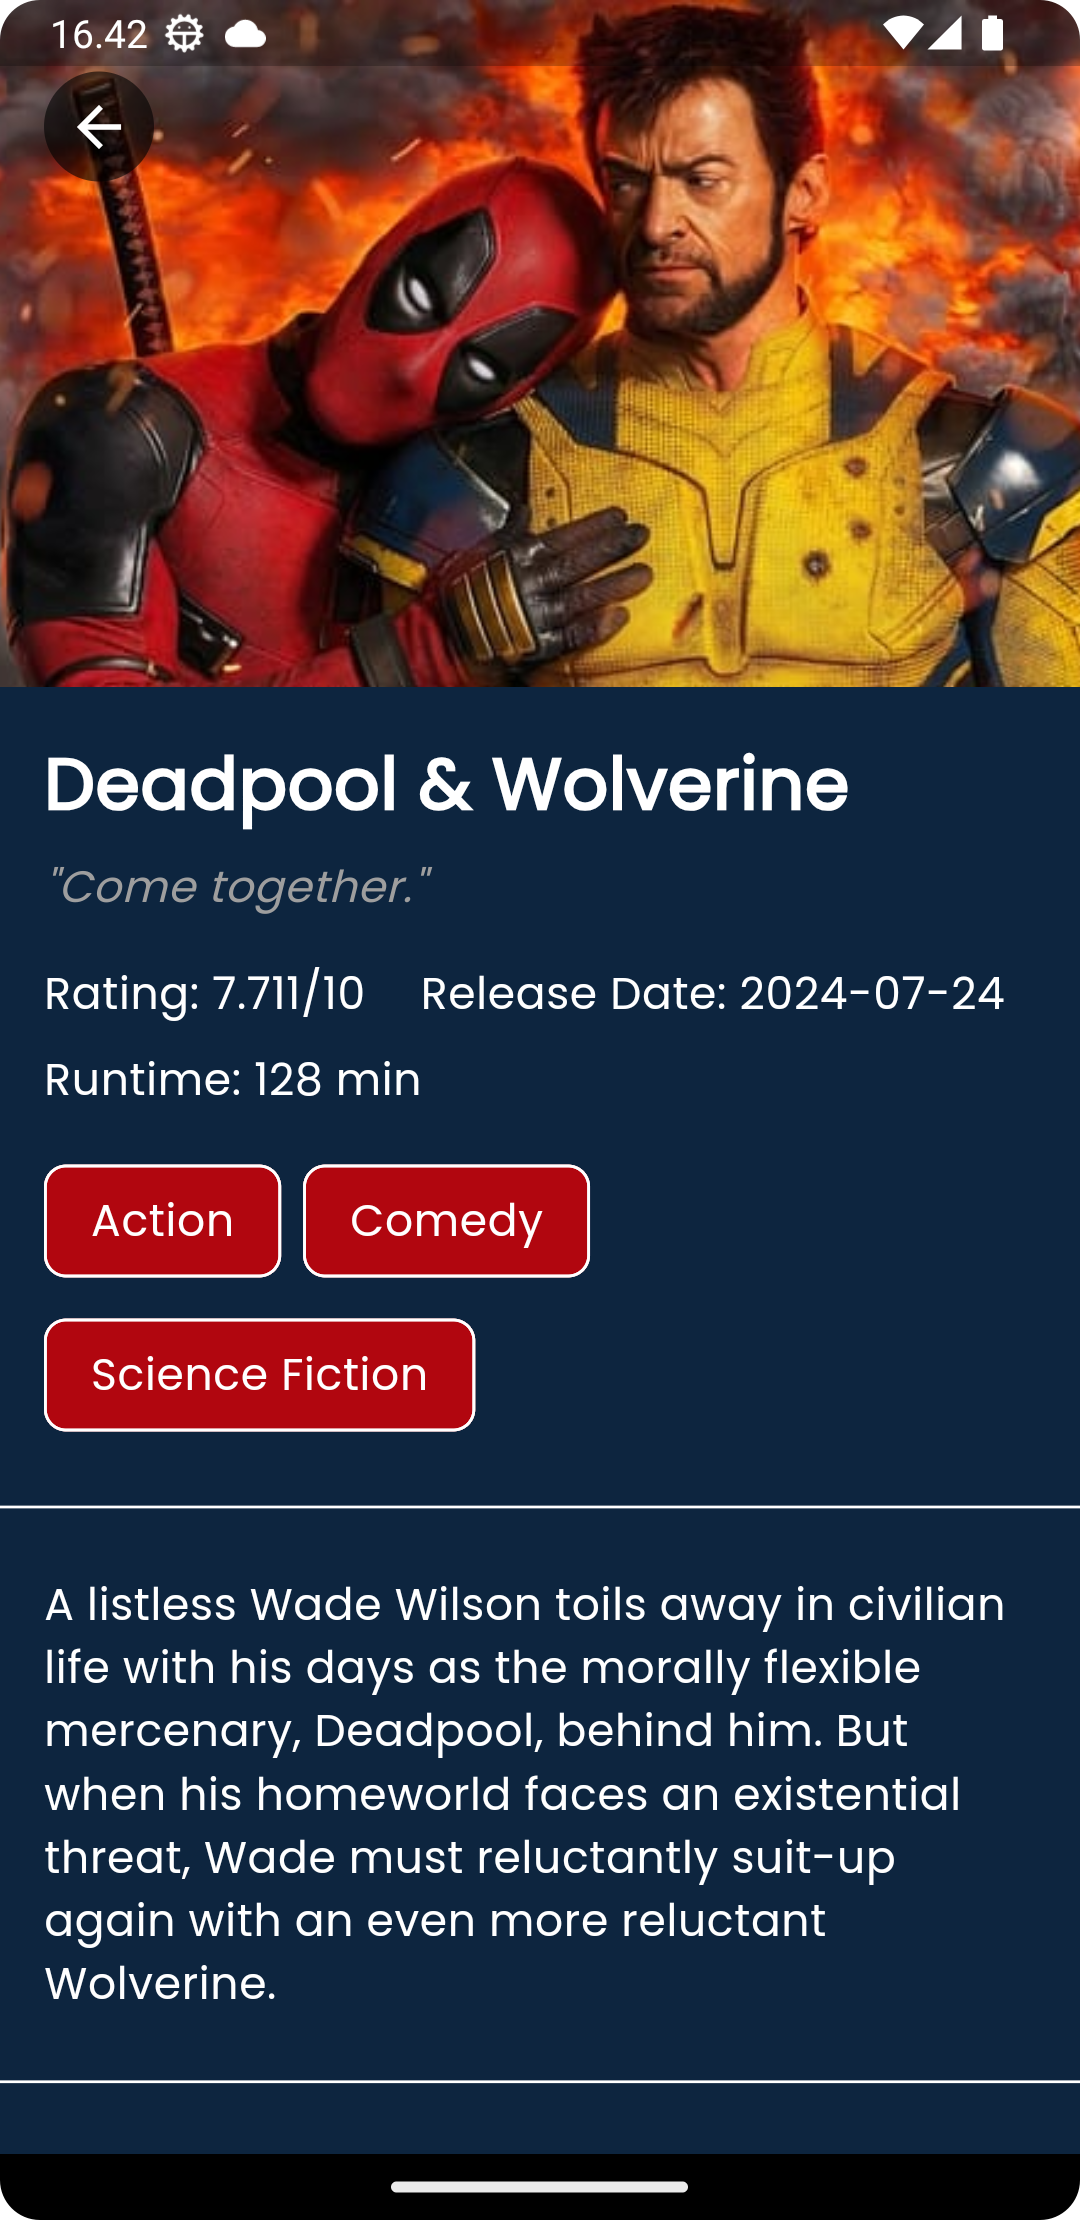 16.42
Deadpool & Wolverine
"Come together."
Rating: 7.711/10 Release Date: 2024-07-24
Runtime: 128 min
Action Comedy
Science Fiction
A listless Wade Wilson toils away in civilian
life with his days as the morally flexible
mercenary, Deadpool, behind him. But
when his homeworld faces an existential
threat, Wade must reluctantly suit-up
again with an even more reluctant
Wolverine.